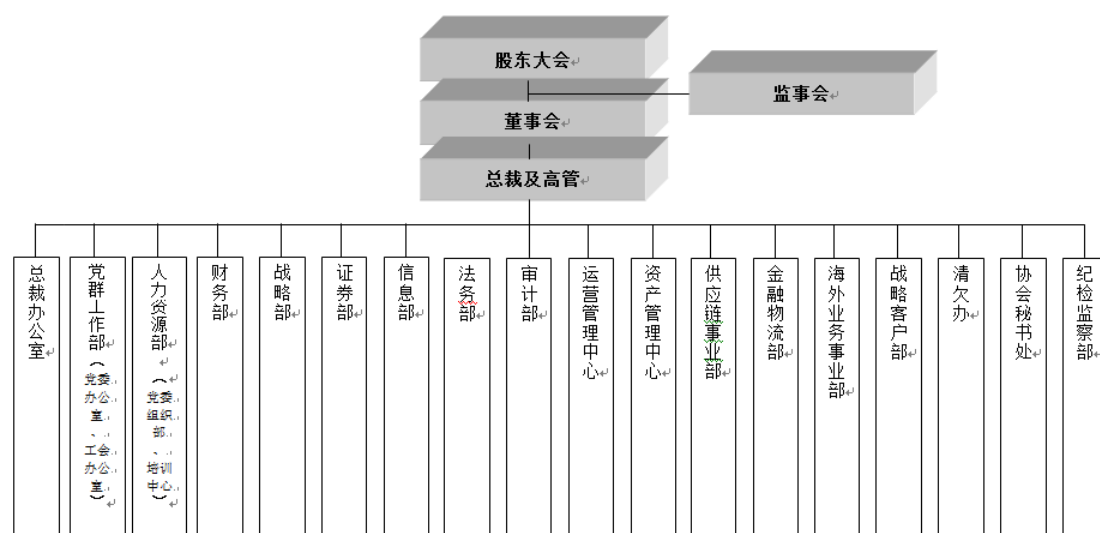 股东大会
监事会
董事会
总裁及高管
总裁办公室
党群工作部
（党委
办公
室
、
工会
办公
室）
人力资源部
（党委
组织
部
、
培训
中心）
财务部
战略部
证券部
信息部
法务部
审计部
运营管理中心
资产管理中心
供应链事业部
金融物流部
海外业务事业部
战略客户部
清欠办
协会秘书处
纪检监察部